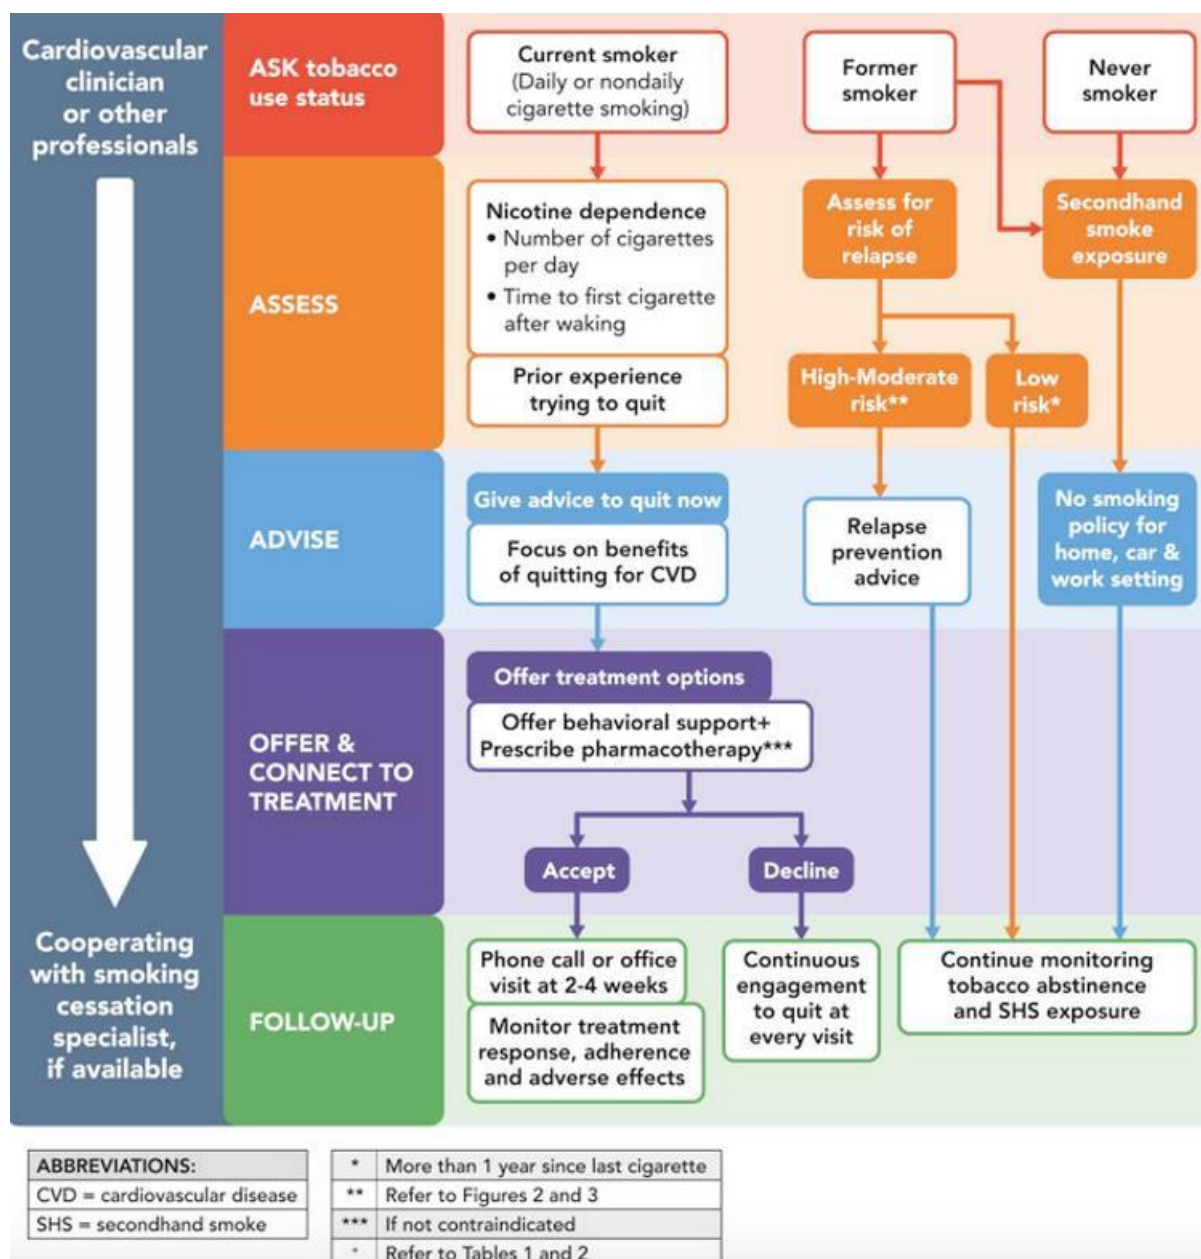 Cardiovascular
clinician
or other
professionals
Cooperating
with smoking
cessation
specialist,
if available
ASK tobacco
use status
Current smoker
(Daily or nondaily
cigarette smoking)
Former
smoker
Never
smoker
ASSESS
Nicotine dependence
• Number of cigarettes
per day
• Time to first cigarette
after waking
Prior experience
trying to quit
Assess for
risk of
relapse
Secondhand
smoke
exposure
High-Moderate
risk**
Low
risk*
ADVISE
Give advice to quit now
Focus on benefits
of quitting for CVD
Relapse
prevention
advice
No smoking
policy for
home, car &
work setting
OFFER &
CONNECT TO
TREATMENT
Offer treatment options
Offer behavioral support+
Prescribe pharmacotherapy***
Accept
Decline
FOLLOW-UP
Phone call or office
visit at 2-4 weeks
Monitor treatment
response, adherence
and adverse effects
Continuous
engagement
to quit at
every visit
Continue monitoring
tobacco abstinence
and SHS exposure
ABBREVIATIONS:
CVD = cardiovascular disease
SHS = secondhand smoke
* More than 1 year since last cigarette
** Refer to Figures 2 and 3
*** If not contraindicated
Refer to Tables 1 and 2